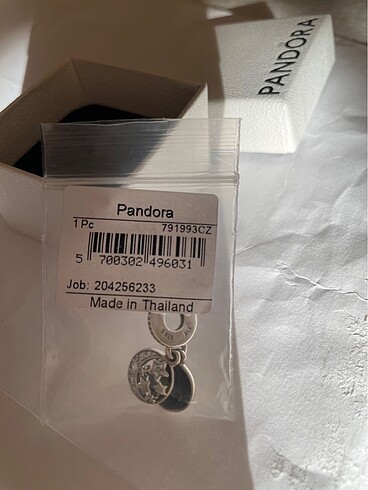 PANDORA
Pandora
1 Pc 791993CZ
5 700302 496031
Job: 204256233
Made in Thailand